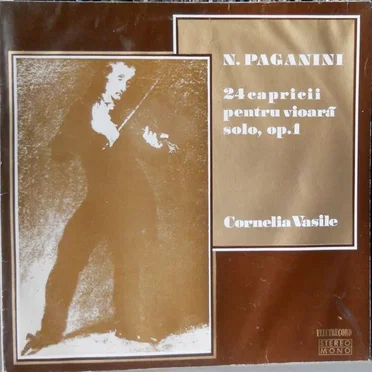 N. PAGANINI
24 capricii
pentru vioară
solo, op.1
Cornelia Vasile
ELECTRECORD
STEREO
MONO